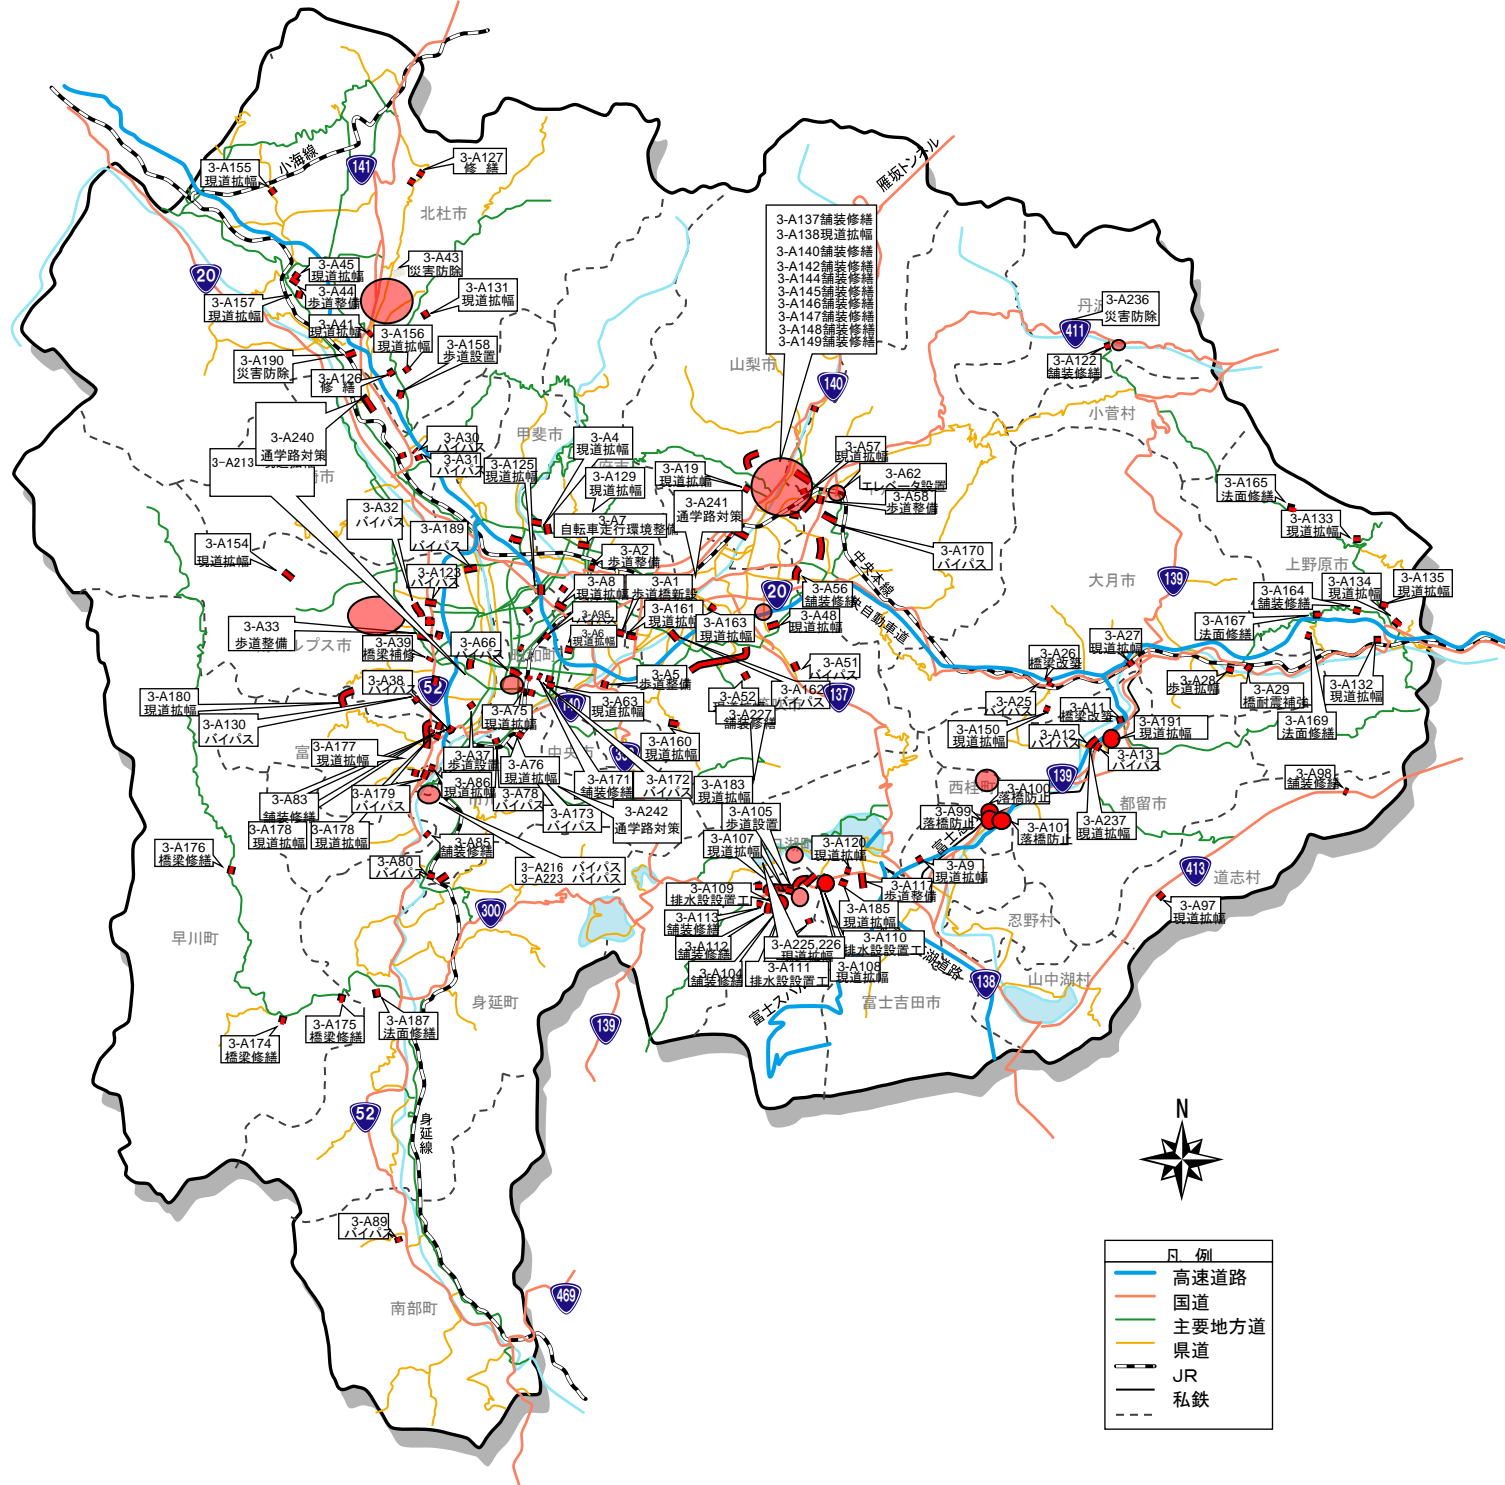 雁坂トンネル
3-A127
修 繕
小海線
141
3-A155
現道拡幅
北杜市
3-A137舗装修繕
3-A138現道拡幅
3-A140舗装修繕
3-A142舗装修繕
3-A144舗装修繕
3-A145舗装修繕
3-A146舗装修繕
3-A147舗装修繕
3-A148舗装修繕
3-A149舗装修繕
3-A43
災害防除
3-A45
現道拡幅
20
3-A44
歩道整備
3-A157
現道拡幅
3-A131
現道拡幅
3-A41
現道拡幅
3-A156
現道拡幅
3-A158
歩道設置
3-A190
災害防除
3-A126
修 繕
3-A236
災害防除
411
3-A122
舗装修繕
山梨市
140
小菅村
3-A240
通学路対策
3-A213
3-A30
バイパス
3-A31
バイパス
甲斐市
3-A125
現道拡幅
3-A4
現道拡幅
3-A129
現道拡幅
3-A19
現道拡幅
3-A57
現道拡幅
3-A62
エレベータ設置
3-A58
歩道整備
3-A241
通学路対策
3-A7
自転車走行環境整備
3-A165
法面修繕
3-A133
現道拡幅
3-A32
バイパス
3-A189
バイパス
3-A154
現道拡幅
3-A2
歩道整備
3-A170
バイパス
中央本線
上野原市
大月市
139
3-A123
バイパス
3-A8
現道拡幅
3-A1
歩道橋新設
3-A95
バイパス
3-A6
現道拡幅
3-A161
現道拡幅
3-A163
現道拡幅
20
3-A56
舗装修繕
3-A48
現道拡幅
3-A164
舗装修繕
3-A134
現道拡幅
3-A135
現道拡幅
3-A167
法面修繕
3-A33
歩道整備
3-A39
橋梁補修
3-A66
バイパス
3-A27
現道拡幅
3-A26
橋梁改築
3-A28
歩道拡幅
3-A29
橋耐震補強
3-A132
現道拡幅
3-A169
法面修繕
3-A180
現道拡幅
3-A38
バイパス
52
3-A130
バイパス
3-A5
歩道整備
3-A63
現道拡幅
3-A51
バイパス
3-A162
バイパス
137
3-A52
3-A227
舗装修繕
3-A25
バイパス
3-A11
橋梁改築
3-A150
現道拡幅
3-A12
バイパス
3-A191
現道拡幅
3-A13
バイパス
3-A75
現道拡幅
3-A177
現道拡幅
3-A37
歩道設備
3-A76
現道拡幅
中央市
3-A160
現道拡幅
3-A86
現道拡幅
3-A78
バイパス
3-A171
舗装修繕
3-A172
バイパス
3-A183
現道拡幅
西桂町
139
3-A100
落橋防止
3-A99
落橋防止
3-A101
落橋防止
都留市
3-A98
舗装修繕
3-A237
現道拡幅
3-A83
舗装修繕
3-A179
バイパス
3-A173
バイパス
3-A242
通学路対策
3-A105
歩道設置
3-A178
現道拡幅
3-A178
現道拡幅
3-A85
舗装修繕
3-A107
現道拡幅
3-A120
現道拡幅
3-A176
橋梁修繕
3-A80
バイパス
3-A216 バイパス
3-A223 バイパス
3-A9
現道拡幅
413
道志村
3-A109
排水設設置工
3-A117
歩道整備
3-A97
現道拡幅
300
3-A113
舗装修繕
3-A185
現道拡幅
忍野村
早川町
3-A112
舗装修繕
3-A225,226
現道拡幅
3-A110
排水設設置工
3-A104
舗装修繕
3-A111
排水設設置工
3-A108
現道拡幅
138
山中湖村
身延町
富士吉田市
3-A175
橋梁修繕
3-A187
法面修繕
3-A174
橋梁修繕
139
52
身延線
N
3-A89
バイパス
469
南部町
凡 例
高速道路
国道
主要地方道
県道
JR
私鉄